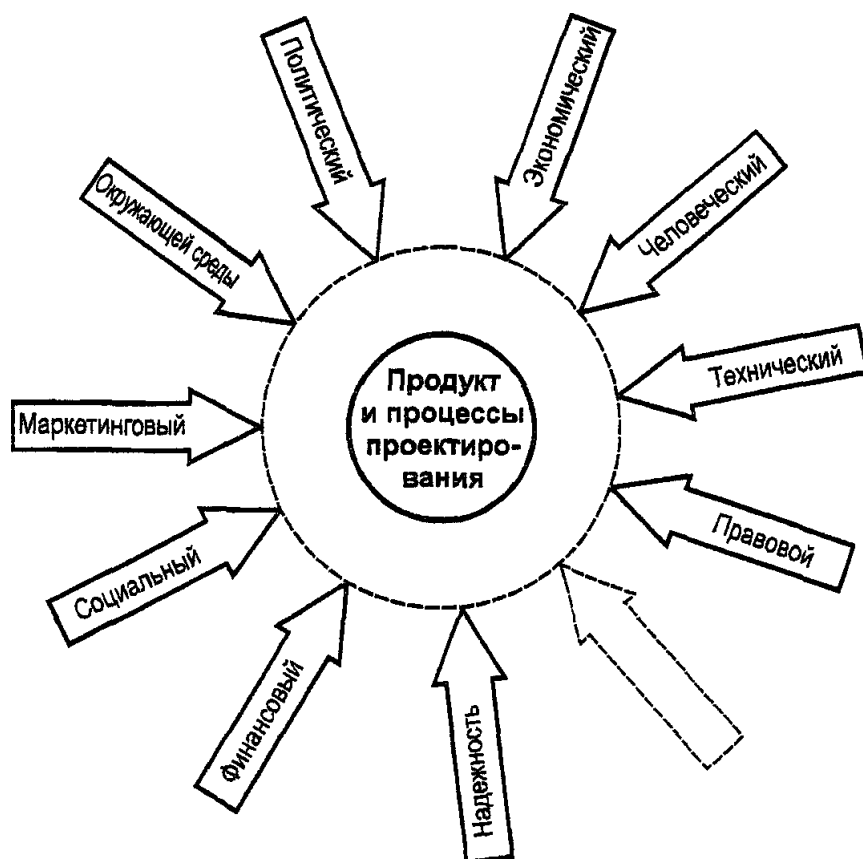 Политический
Экономический
Окружающей среды
Человеческий
Технический
Маркетинговый
Продукт
и процессы
проектиро-
вания
Правовой
Социальный
Финансовый
Надежность